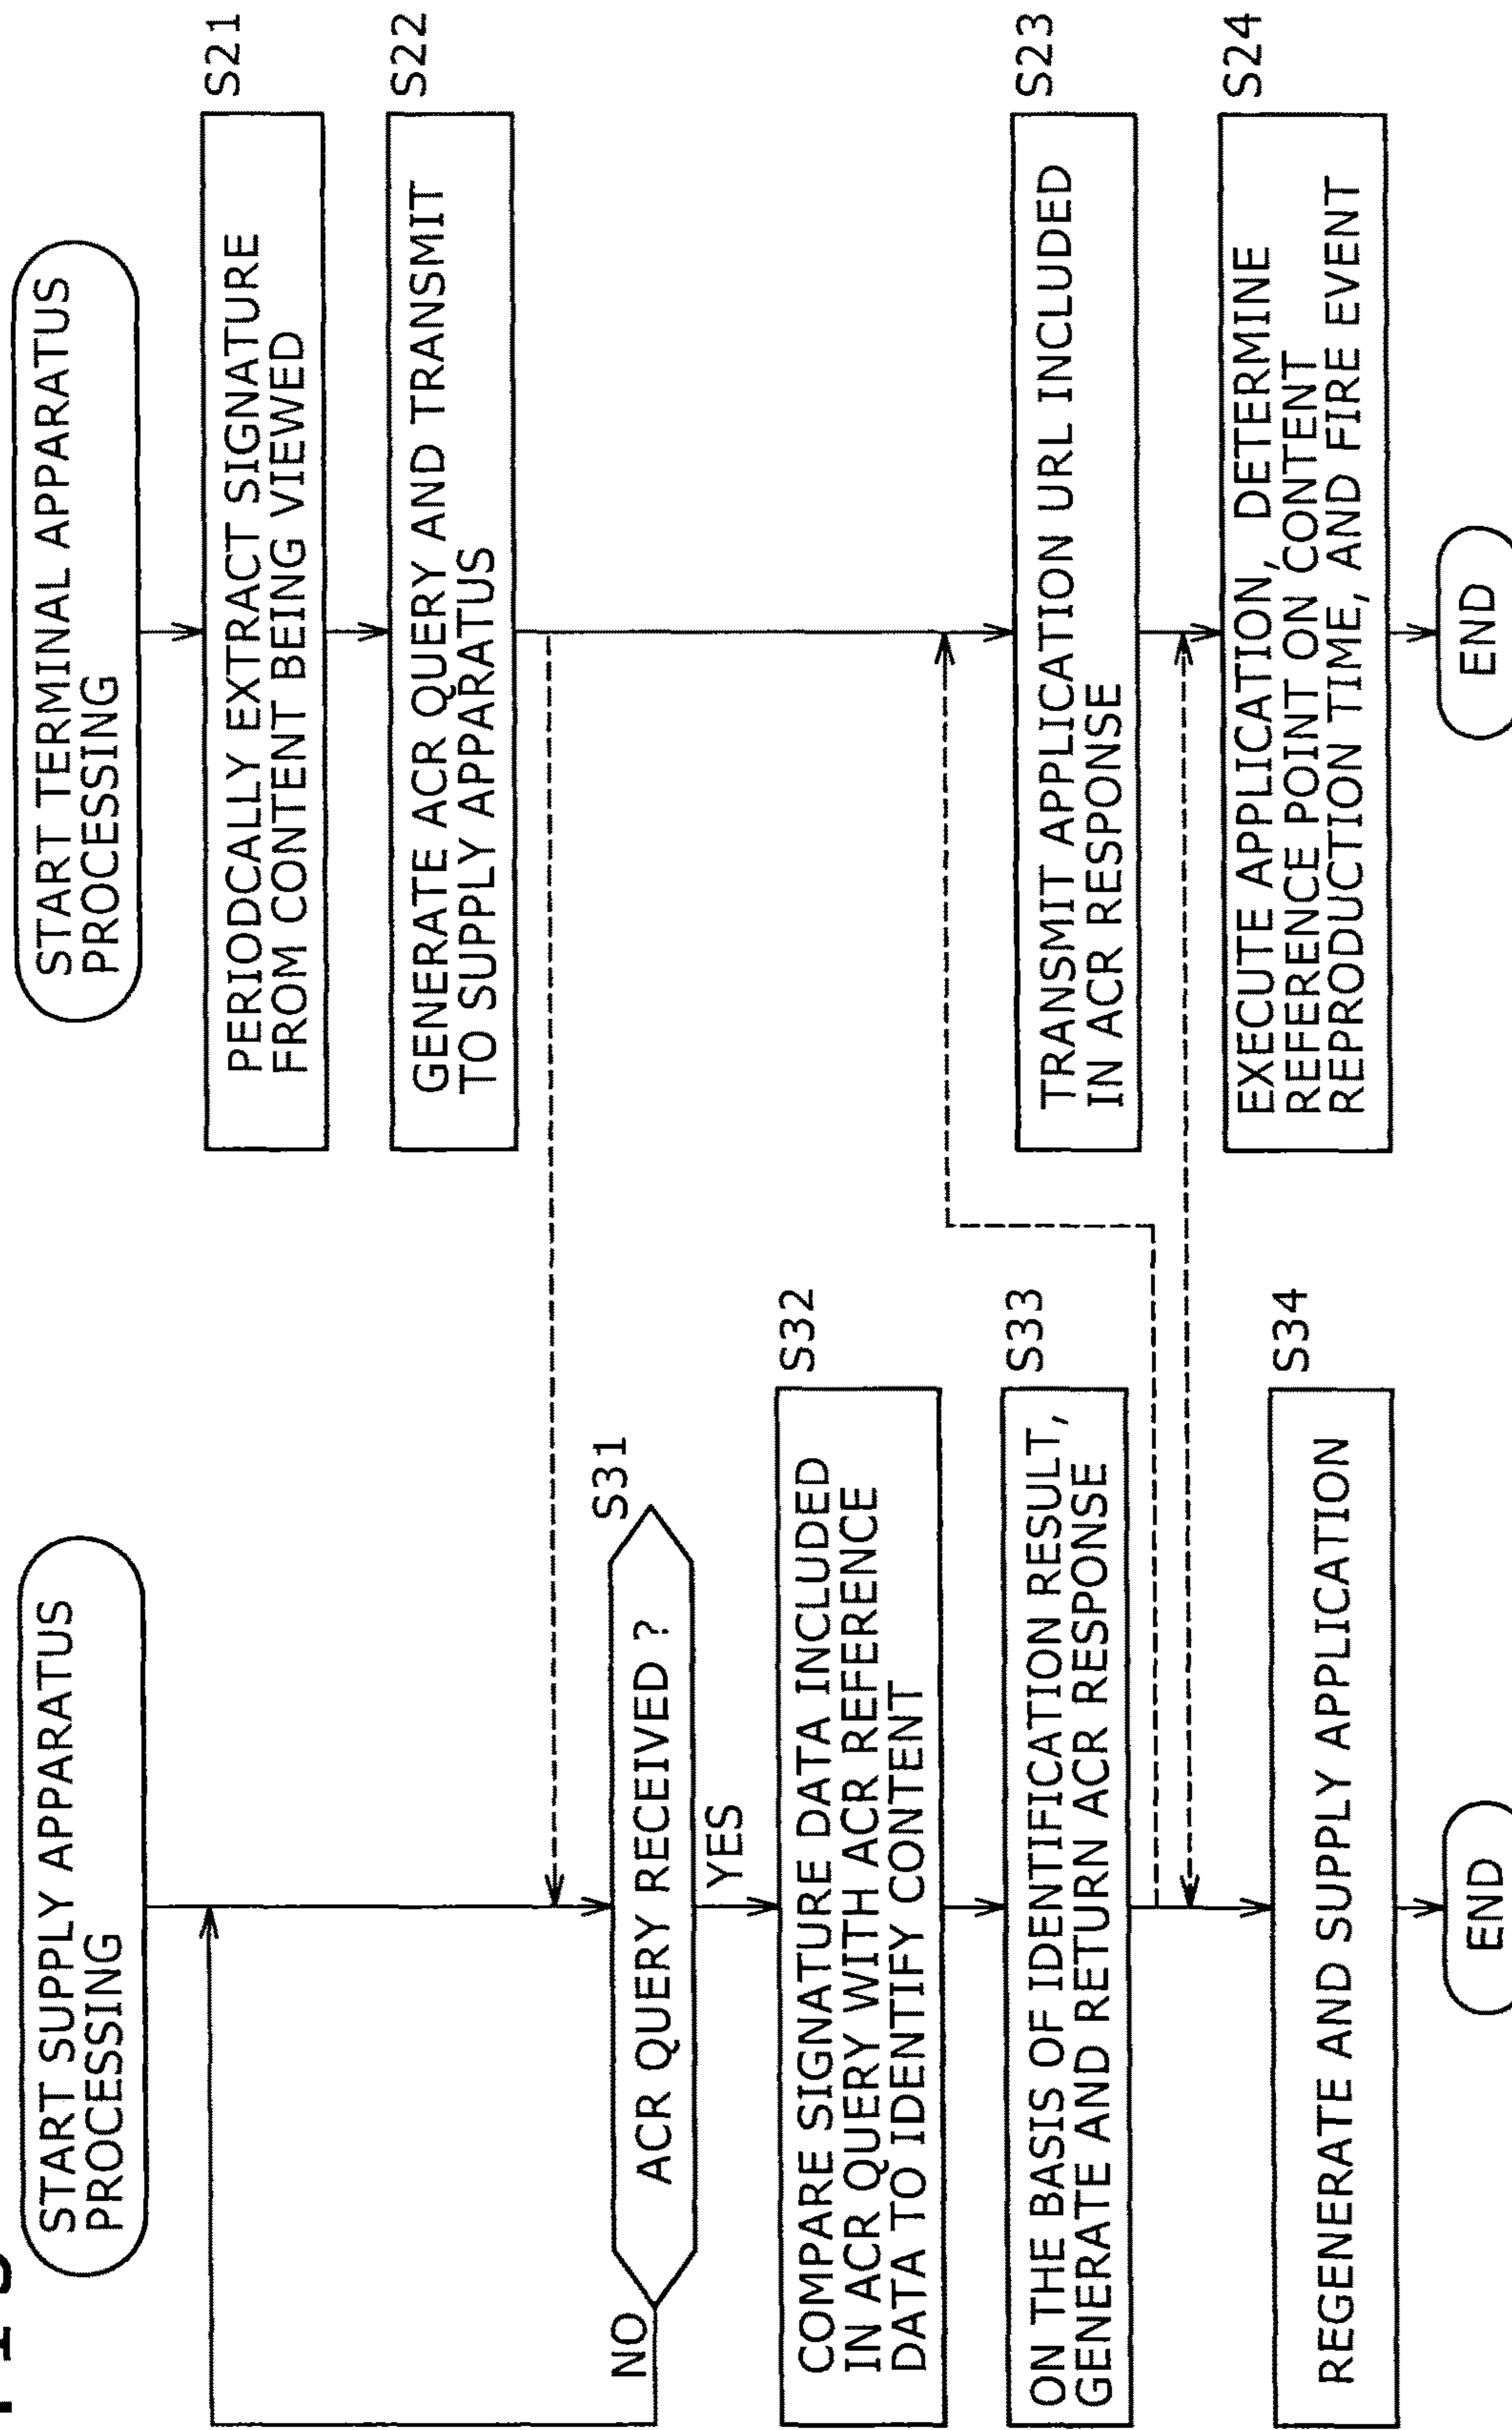 START SUPPLY APPARATUS
PROCESSING
S31
ACR QUERY RECEIVED ?
NO
YES
S32
COMPARE SIGNATURE DATA INCLUDED
IN ACR QUERY WITH ACR REFERENCE
DATA TO IDENTIFY CONTENT
S33
ON THE BASIS OF IDENTIFICATION RESULT,
GENERATE AND RETURN ACR RESPONSE
S34
REGENERATE AND SUPPLY APPLICATION
END
START TERMINAL APPARATUS
PROCESSING
S21
PERIODCALLY EXTRACT SIGNATURE
FROM CONTENT BEING VIEWED
S22
GENERATE ACR QUERY AND TRANSMIT
TO SUPPLY APPARATUS
S23
TRANSMIT APPLICATION URL INCLUDED
IN ACR RESPONSE
S24
EXECUTE APPLICATION, DETERMINE
REFERENCE POINT ON CONTENT
REPRODUCTION TIME, AND FIRE EVENT
END